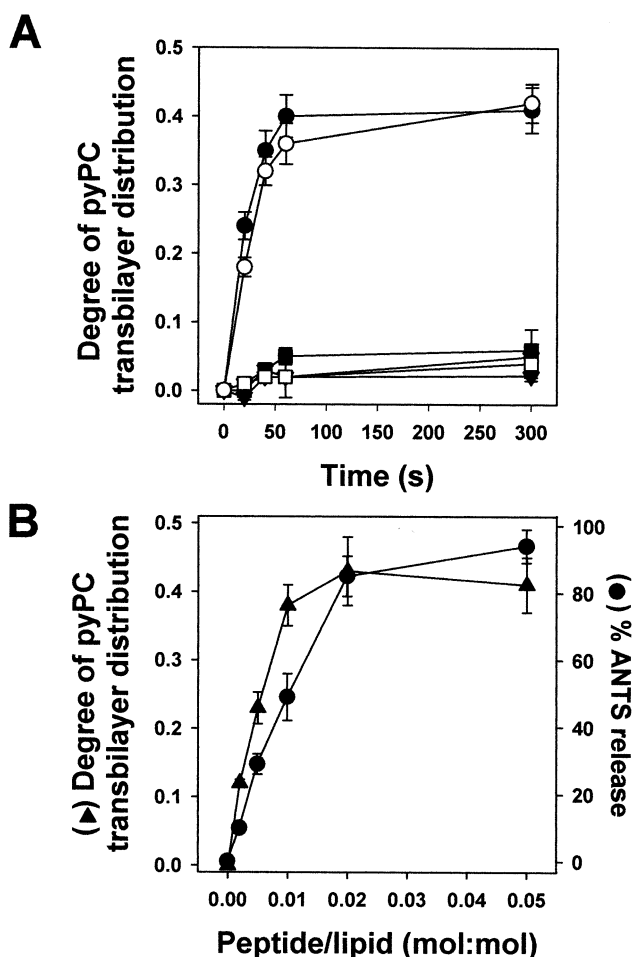 A
Degree of pyPC
transbilayer distribution
0.5
0.4
0.3
0.2
0.1
0.0
0 50 100 150 200 250 300
Time (s)
B
(▲) Degree of pyPC
transbilayer distribution
0.5
0.4
0.3
0.2
0.1
0.0
100
80
60
40
20
0
(●) % ANTS release
0.00 0.01 0.02 0.03 0.04 0.05
Peptide/lipid (mol:mol)